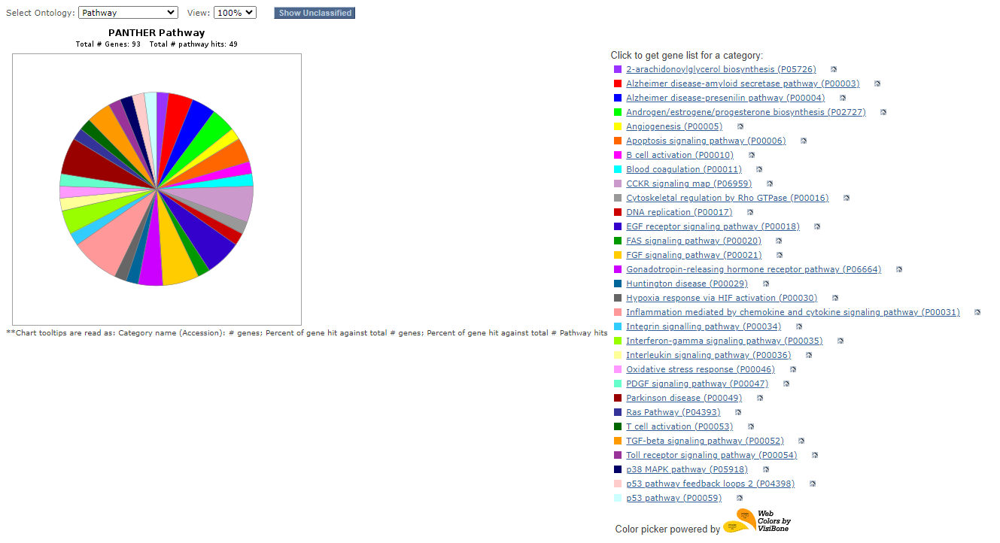 Select Ontology: Pathway View: 100% Show Unclassified
PANTHER Pathway
Total # Genes: 93 Total # pathway hits: 49
**Chart tooltips are read as: Category name (Accession): # genes; Percent of gene hit against total # genes; Percent of gene hit against total # Pathway hits
Click to get gene list for a category:
2-arachidonoylglycerol biosynthesis (P05726)
Alzheimer disease-amyloid secretase pathway (P00003)
Alzheimer disease-presenilin pathway (P00004)
Androgen/estrogene/progesterone biosynthesis (P02727)
Angiogenesis (P00005)
Apoptosis signaling pathway (P00006)
B cell activation (P00010)
Blood coagulation (P00011)
CCKR signaling map (P06959)
Cytoskeletal regulation by Rho GTPase (P00016)
DNA replication (P00017)
EGF receptor signaling pathway (P00018)
FAS signaling pathway (P00020)
FGF signaling pathway (P00021)
Gonadotropin-releasing hormone receptor pathway (P06664)
Huntington disease (P00029)
Hypoxia response via HIF activation (P00030)
Inflammation mediated by chemokine and cytokine signaling pathway (P00031)
Integrin signalling pathway (P00034)
Interferon-gamma signaling pathway (P00035)
Interleukin signaling pathway (P00036)
Oxidative stress response (P00046)
PDGF signaling pathway (P00047)
Parkinson disease (P00049)
Ras Pathway (P04393)
T cell activation (P00053)
TGF-beta signaling pathway (P00052)
Toll receptor signaling pathway (P00054)
p38 MAPK pathway (P05918)
p53 pathway feedback loops 2 (P04398)
p53 pathway (P00059)
Color picker powered by
Web
Colors by
VisiBone